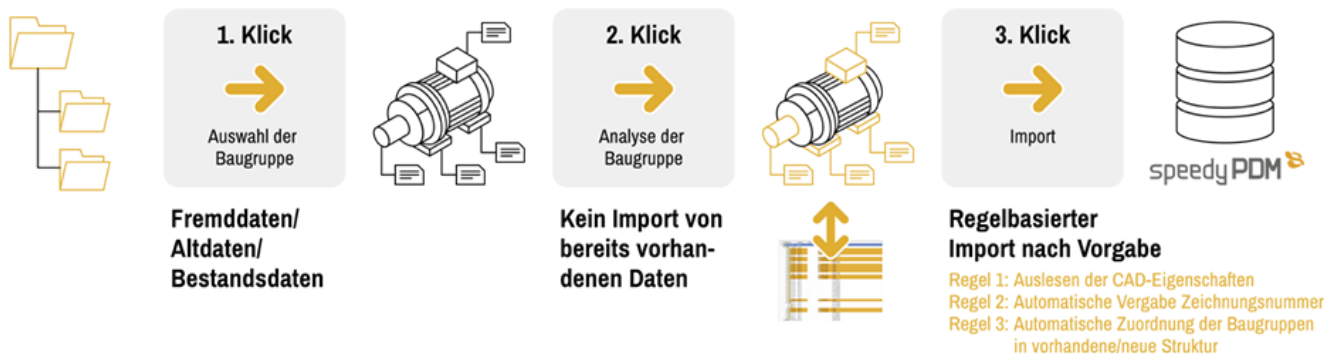 1. Klick
Auswahl der
Baugruppe
Fremddaten/
Altdaten/
Bestandsdaten
2. Klick
Analyse der
Baugruppe
Kein Import von
bereits vorhan-
denen Daten
3. Klick
Import
speedyPDM
Regelbasierter
Import nach Vorgabe
Regel 1: Auslesen der CAD-Eigenschaften
Regel 2: Automatische Vergabe Zeichnungsnummer
Regel 3: Automatische Zuordnung der Baugruppen
in vorhandene/neue Struktur